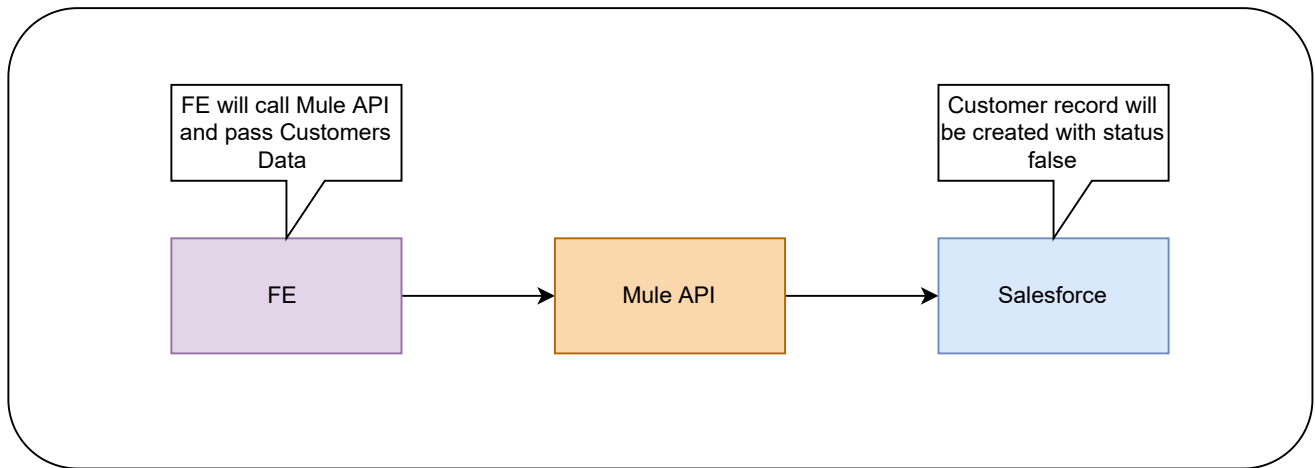 FE will call Mule API
and pass Customers
Data
Customer record will
be created with status
false
FE
Mule API
Salesforce